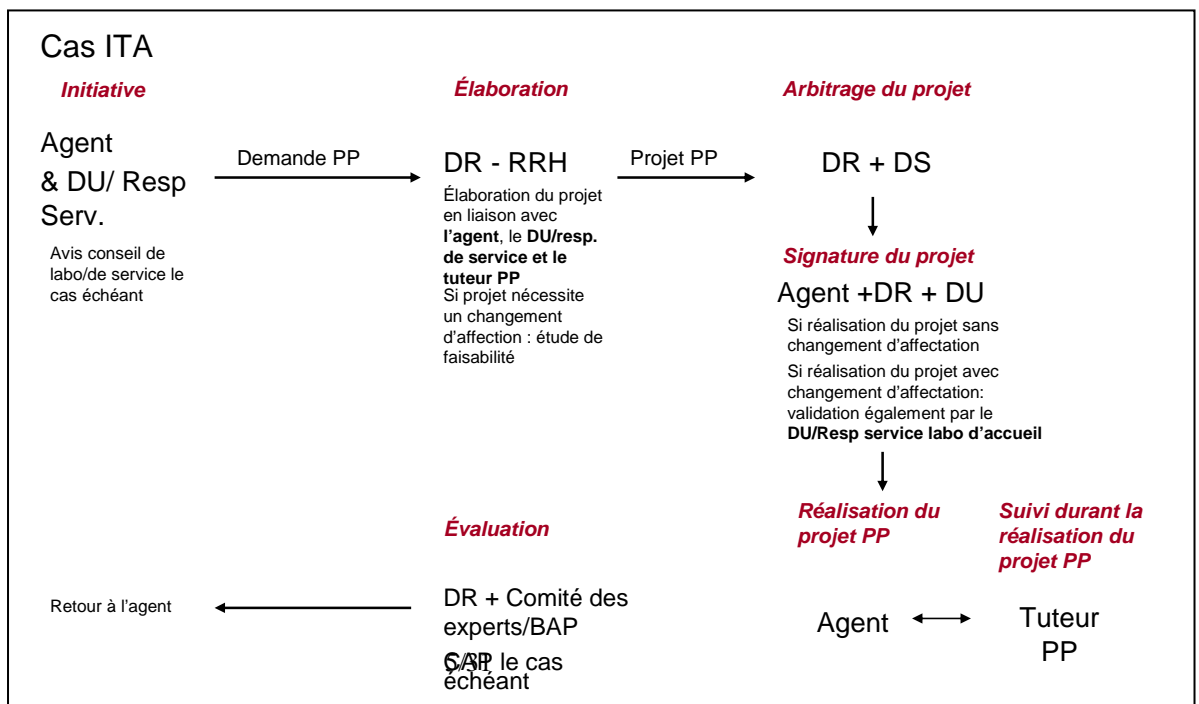 Cas ITA
Initiative
Agent
& DU/ Resp
Serv.
Avis conseil de
labo/de service le
cas échéant
Demande PP
Élaboration
DR - RRH
Élaboration du projet
en liaison avec
l'agent, le DU/resp.
de service et le
tuteur PP
Si projet nécessite
un changement
d'affection : étude de
faisabilité
Projet PP
Arbitrage du projet
DR + DS
Signature du projet
Agent +DR + DU
Si réalisation du projet sans
changement d'affectation
Si réalisation du projet avec
changement d'affectation:
validation également par le
DU/Resp service labo d'accueil
Réalisation du
projet PP
Agent
Suivi durant la
réalisation du
projet PP
Tuteur
PP
Évaluation
DR + Comité des
experts/BAP
le cas
échéant
Retour à l'agent